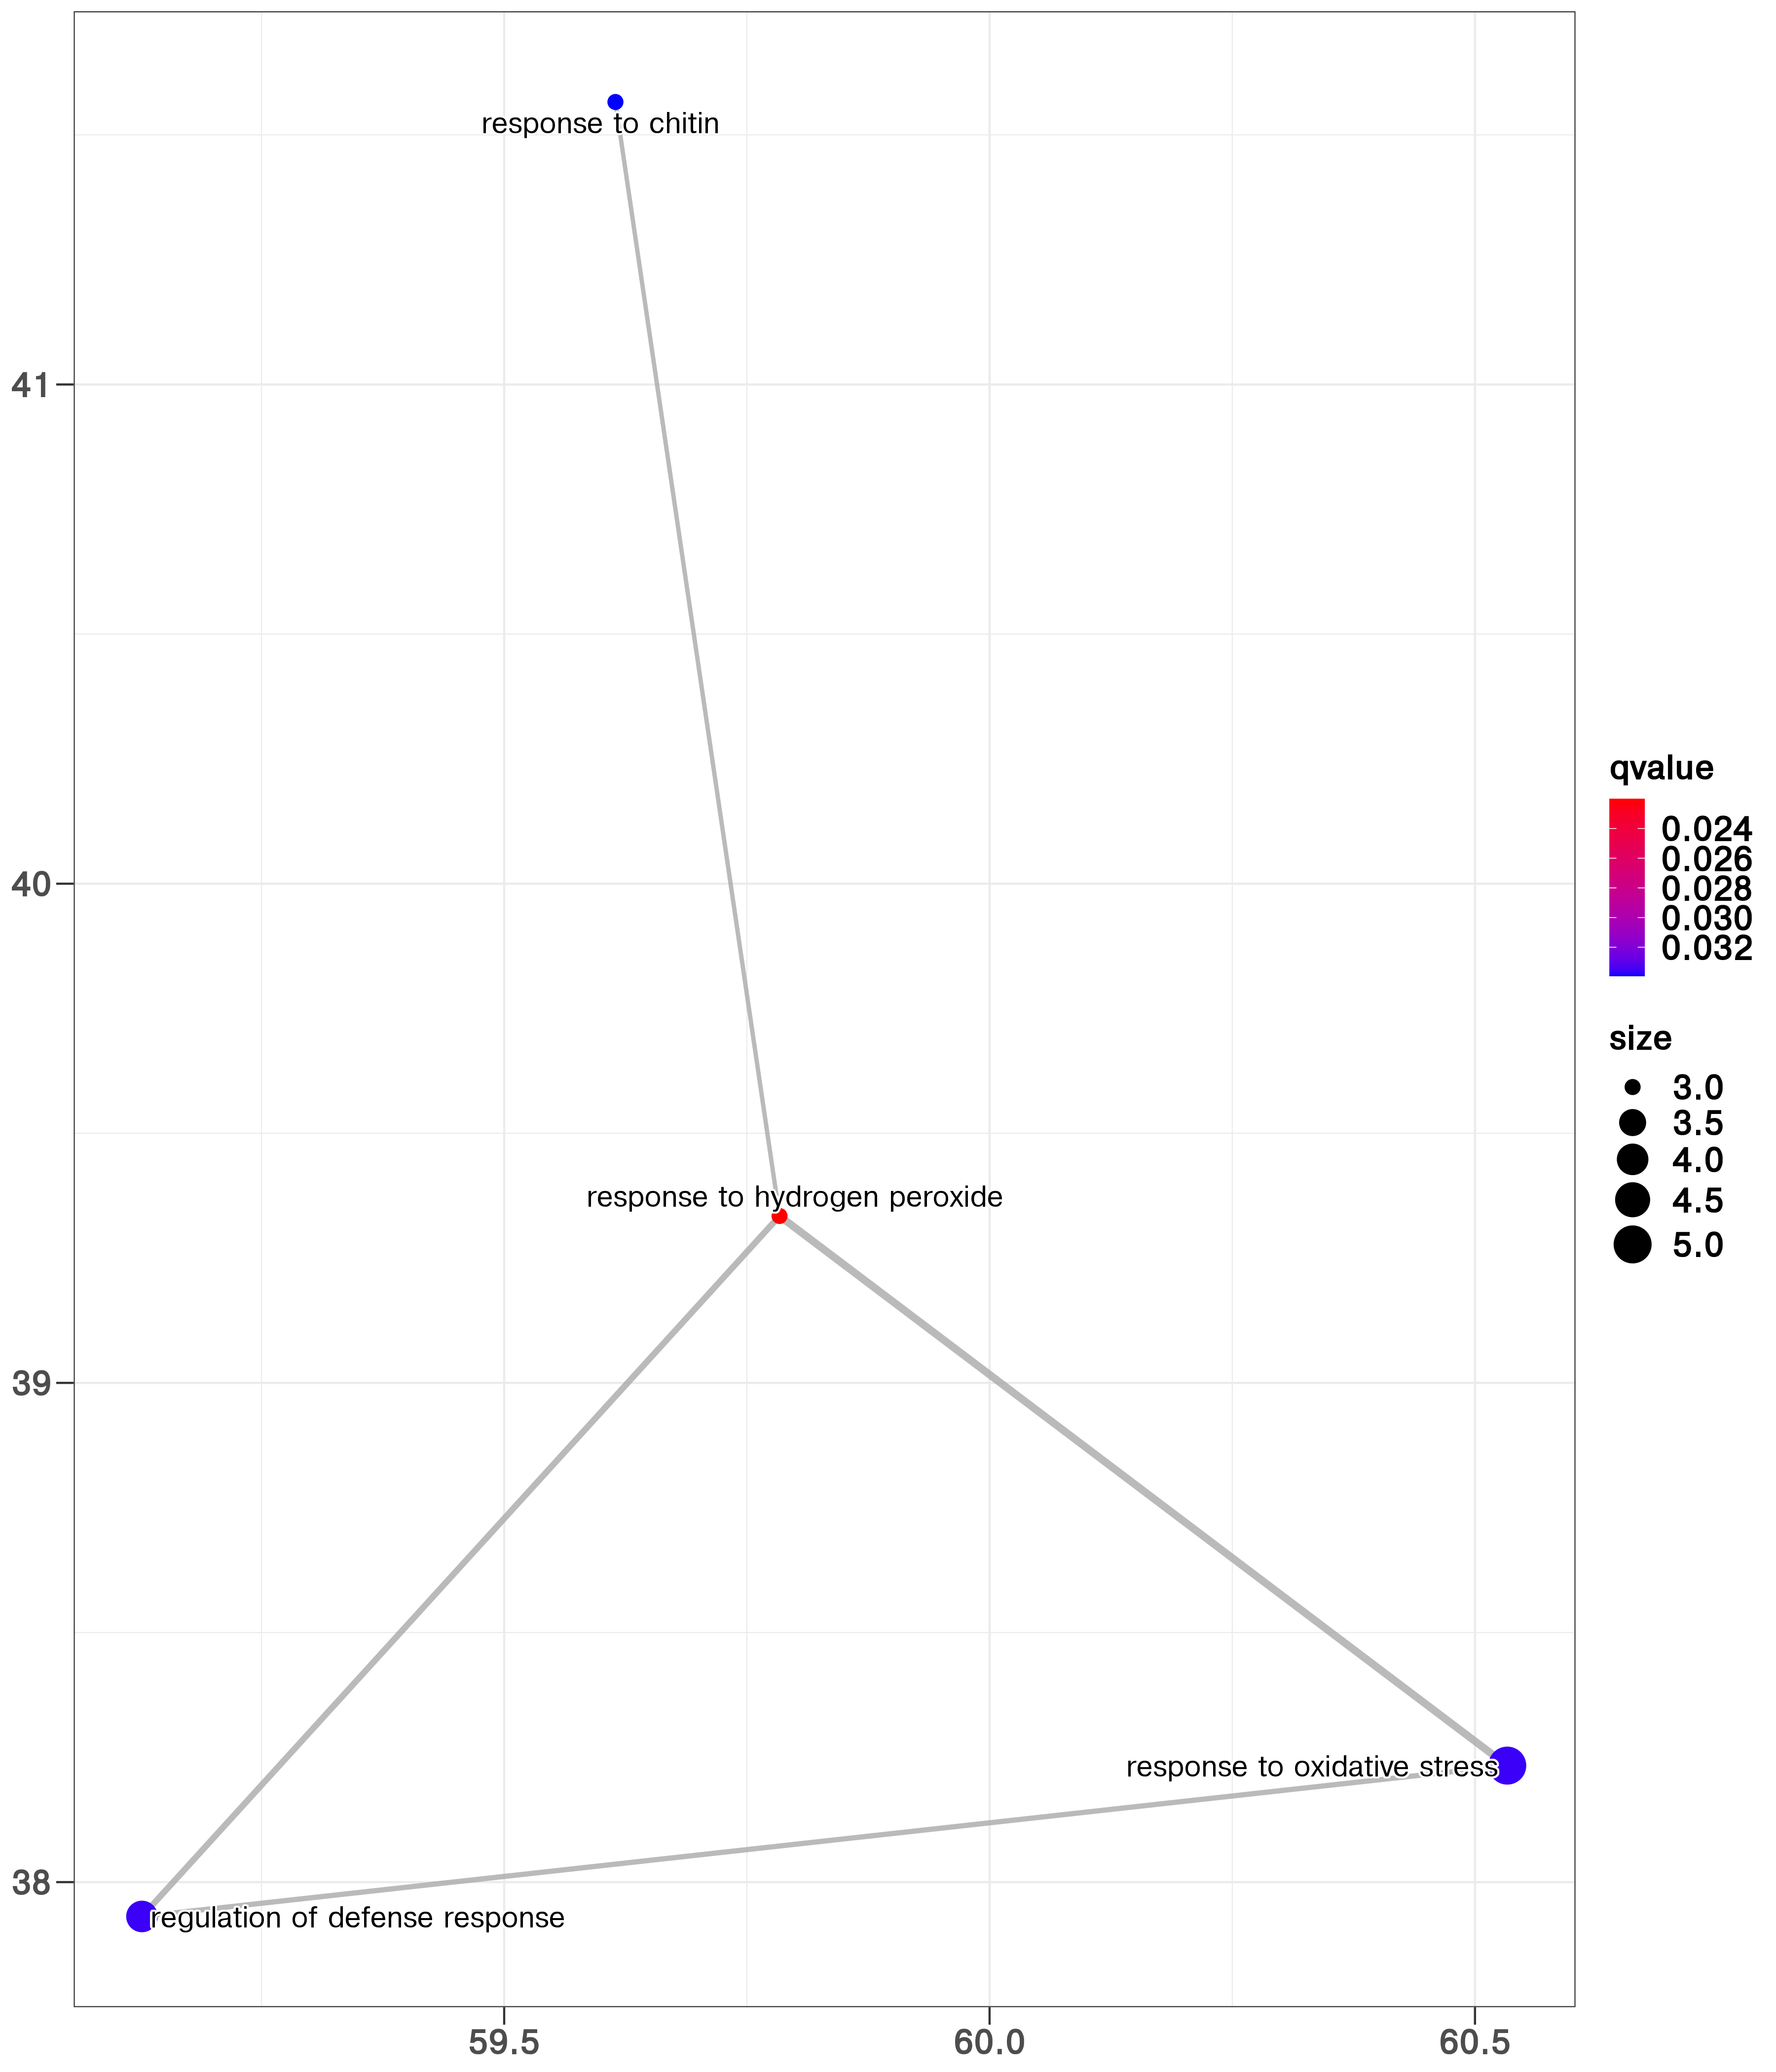 response to chitin
41
40
response to hydrogen peroxide
39
response to oxidative stress
38
regulation of defense response
59.5
60.0
60.5
qvalue
0.024
0.026
0.028
0.030
0.032
size
3.0
3.5
4.0
4.5
5.0